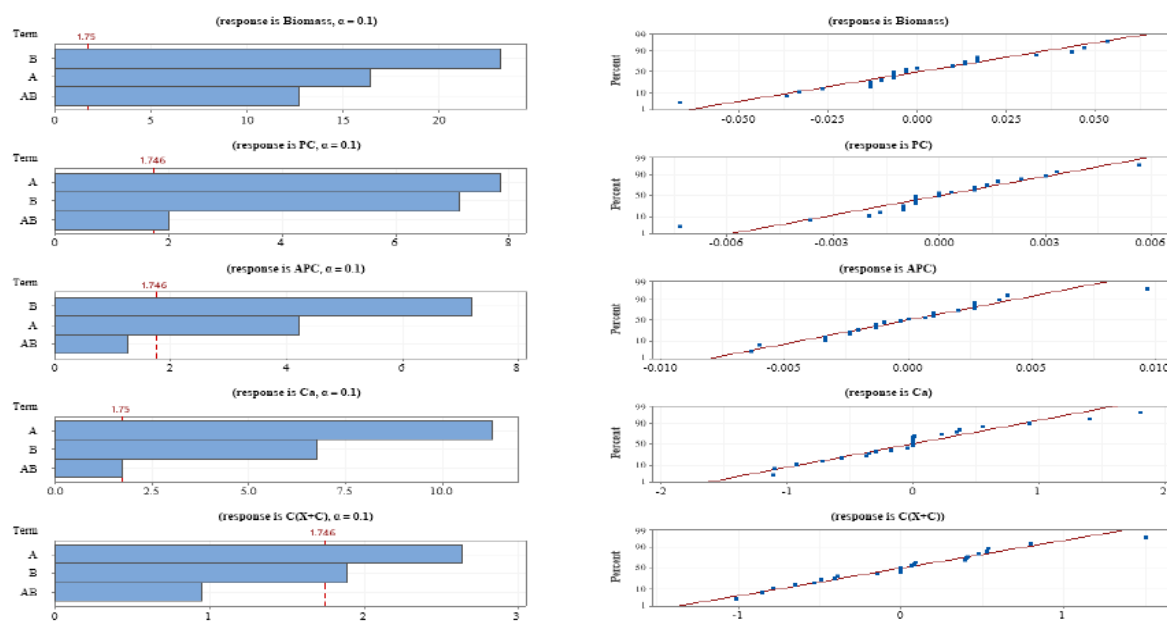 (response is Biomass, α = 0.1)
Term
1.75
B
A
AB
0 5 10 15 20
(response is Biomass)
Percent
99
90
50
10
1
-0.050 -0.025 0.000 0.025 0.050
(response is PC, α = 0.1)
Term
1.746
A
B
AB
0 2 4 6 8
(response is PC)
Percent
99
90
50
10
1
-0.006 -0.003 0.000 0.003 0.006
(response is APC, α = 0.1)
Term
1.746
B
A
AB
0 2 4 6 8
(response is APC)
Percent
99
90
50
10
1
-0.010 -0.005 0.000 0.005 0.010
(response is Ca, α = 0.1)
Term
1.75
A
B
AB
0.0 2.5 5.0 7.5 10.0
(response is Ca)
Percent
99
90
50
10
1
-2 -1 0 1 2
(response is C(X+C), α = 0.1)
Term
1.746
A
B
AB
0 1 2 3
(response is C(X+C))
Percent
99
90
50
10
1
-1 0 1